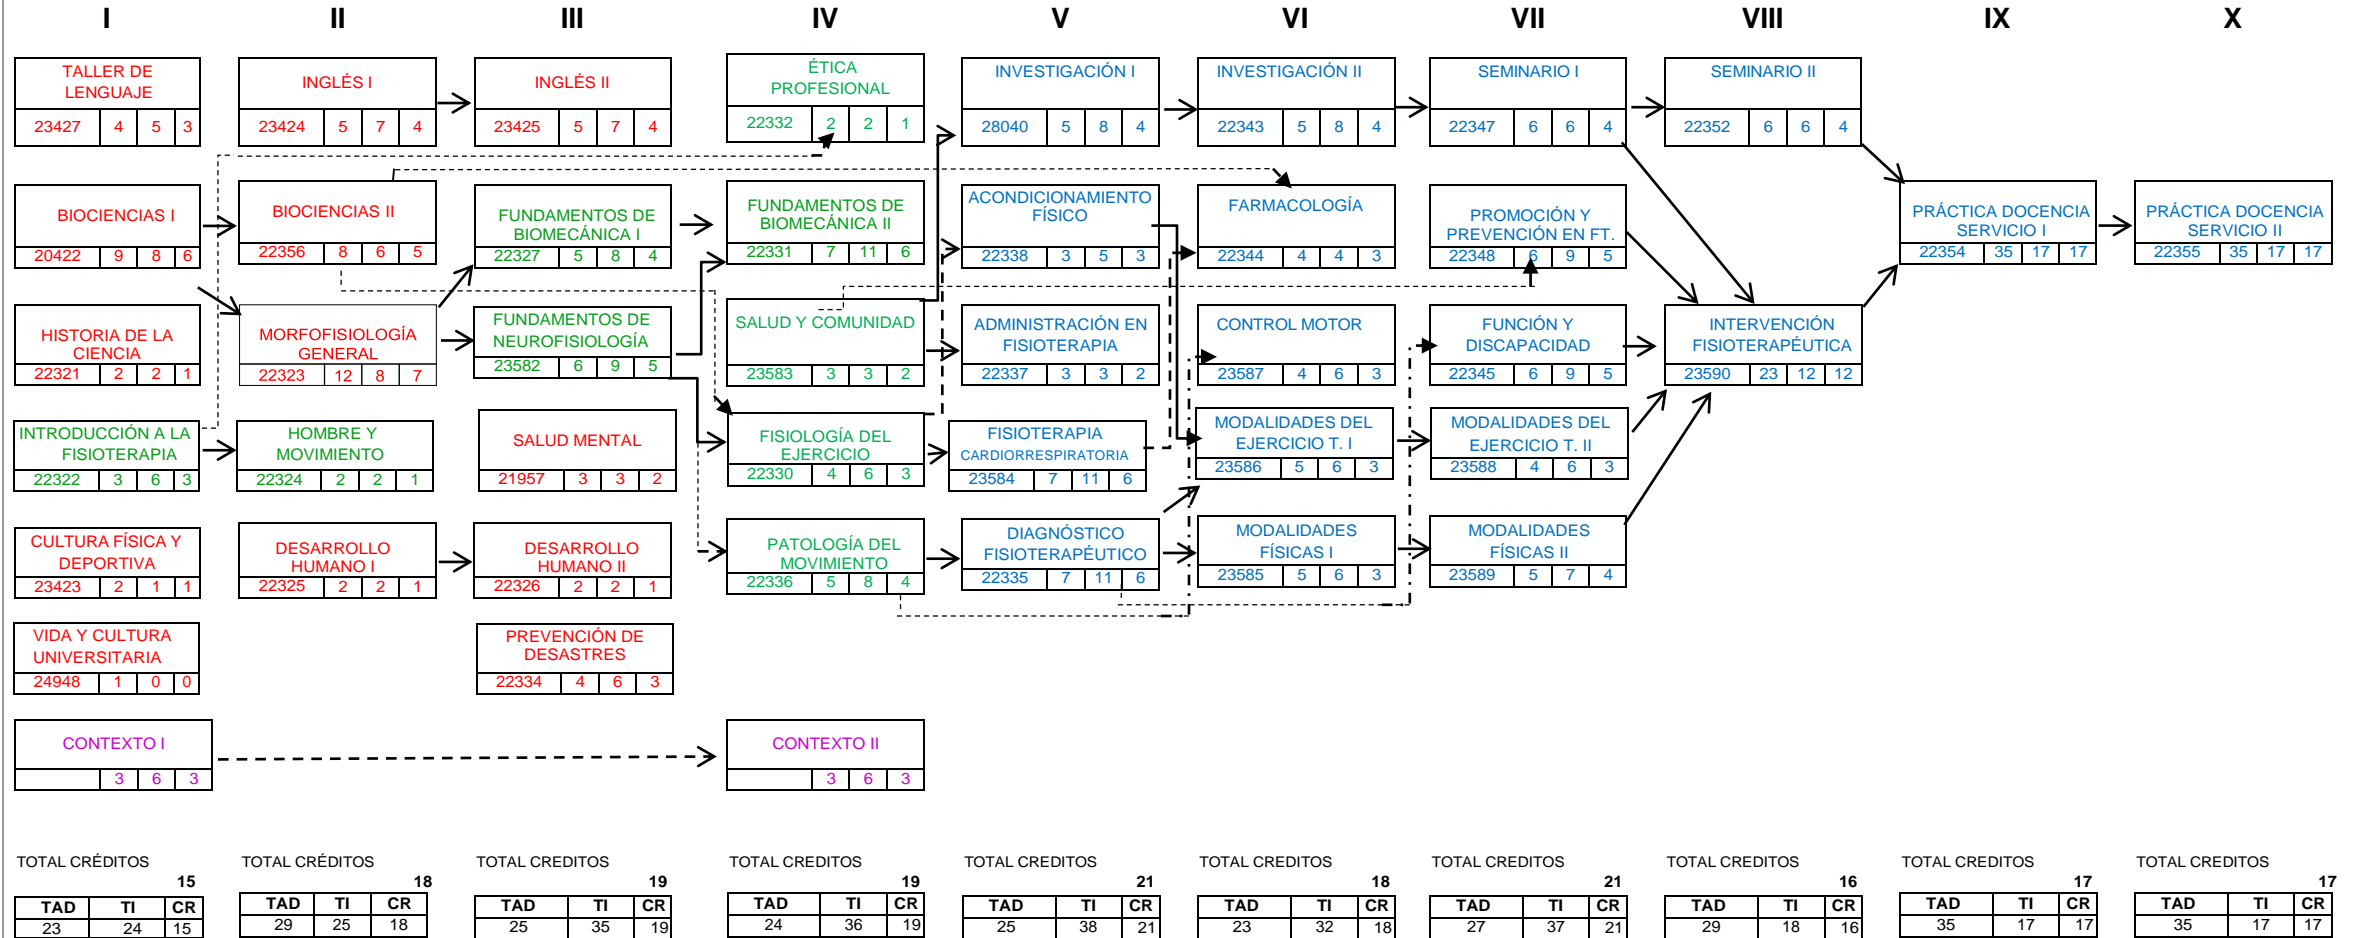 I II III IV V VI VII VIII IX X
TALLER DE
LENGUAJE
23427 4 5 3
INGLÉS I
23424 5 7 4
INGLÉS II
23425 5 7 4
ÉTICA
PROFESIONAL
22332 2 2 1
INVESTIGACIÓN I
28040 5 8 4
INVESTIGACIÓN II
22343 5 8 4
SEMINARIO I
22347 6 6 4
SEMINARIO II
22352 6 6 4
BIOCIENCIAS I
20422 9 8 6
BIOCIENCIAS II
22356 8 6 5
FUNDAMENTOS DE
BIOMECÁNICA I
22327 5 8 4
FUNDAMENTOS DE
BIOMECÁNICA II
22331 7 11 6
ACONDICIONAMIENTO
FÍSICO
22338 3 5 3
FARMACOLOGÍA
22344 4 4 3
PROMOCIÓN Y
PREVENCIÓN EN FT.
22348 6 9 5
PRÁCTICA DOCENCIA
SERVICIO I
22354 35 17 17
PRÁCTICA DOCENCIA
SERVICIO II
22355 35 17 17
HISTORIA DE LA
CIENCIA
22321 2 2 1
MORFOFISIOLOGÍA
GENERAL
22323 12 8 7
FUNDAMENTOS DE
NEUROFISIOLOGÍA
23582 6 9 5
SALUD Y COMUNIDAD
23583 3 3 2
ADMINISTRACIÓN EN
FISIOTERAPIA
22337 3 3 2
CONTROL MOTOR
23587 4 6 3
FUNCIÓN Y
DISCAPACIDAD
22345 6 9 5
INTERVENCIÓN
FISIOTERAPÉUTICA
23590 23 12 12
INTRODUCCIÓN A LA
FISIOTERAPIA
22322 3 6 3
HOMBRE Y
MOVIMIENTO
22324 2 2 1
SALUD MENTAL
21957 3 3 2
FISIOLOGÍA DEL
EJERCICIO
22330 4 6 3
FISIOTERAPIA
CARDIORRESPIRATORIA
23584 7 11 6
MODALIDADES DEL
EJERCICIO T. I
23586 5 6 3
MODALIDADES DEL
EJERCICIO T. II
23588 4 6 3
CULTURA FÍSICA Y
DEPORTIVA
23423 2 1 1
DESARROLLO
HUMANO I
22325 2 2 1
DESARROLLO
HUMANO II
22326 2 2 1
PATOLOGÍA DEL
MOVIMIENTO
22336 5 8 4
DIAGNÓSTICO
FISIOTERAPÉUTICO
22335 7 11 6
MODALIDADES
FÍSICAS I
23585 5 6 3
MODALIDADES
FÍSICAS II
23589 5 7 4
VIDA Y CULTURA
UNIVERSITARIA
24948 1 0 0
PREVENCIÓN DE
DESASTRES
22334 4 6 3
CONTEXTO I
3 6 3
CONTEXTO II
3 6 3
TOTAL CRÉDITOS
15
TAD TI CR
23 24 15
TOTAL CRÉDITOS
18
TAD TI CR
29 25 18
TOTAL CREDITOS
19
TAD TI CR
25 35 19
TOTAL CREDITOS
19
TAD TI CR
24 36 19
TOTAL CREDITOS
21
TAD TI CR
25 38 21
TOTAL CREDITOS
18
TAD TI CR
23 32 18
TOTAL CREDITOS
21
TAD TI CR
27 37 21
TOTAL CREDITOS
16
TAD TI CR
29 18 16
TOTAL CREDITOS
17
TAD TI CR
35 17 17
TOTAL CREDITOS
17
TAD TI CR
35 17 17